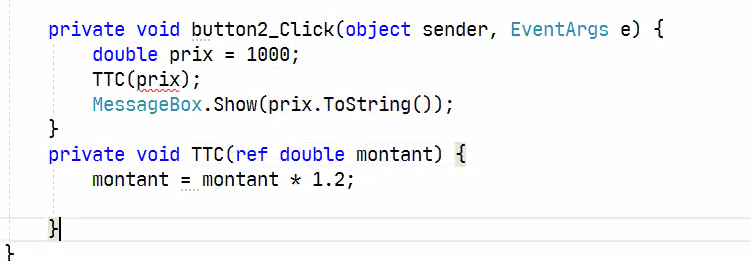 private void button2_Click(object sender, EventArgs e) {
double prix = 1000;
TTC(prix);
MessageBox.Show(prix.ToString());
}
private void TTC(ref double montant) {
montant = montant * 1.2;
}
}